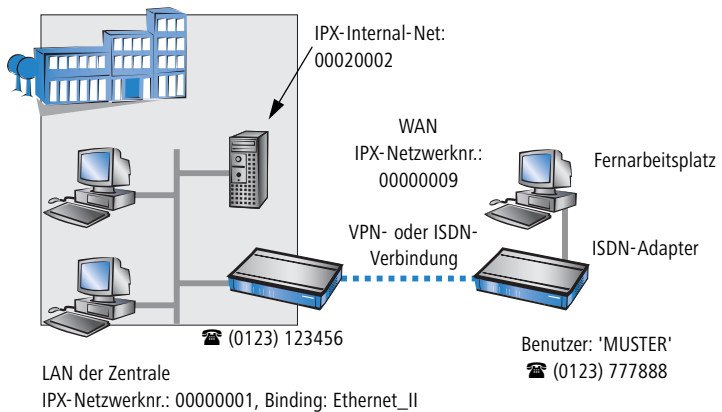 IPX-Internal-Net:
00020002
WAN
IPX-Netzwerknr.:
00000009
Fernarbeitsplatz
VPN- oder ISDN-
Verbindung
ISDN-Adapter
☎ (0123) 123456
Benutzer: 'MUSTER'
☎ (0123) 777888
LAN der Zentrale
IPX-Netzwerknr.: 00000001, Binding: Ethernet_II